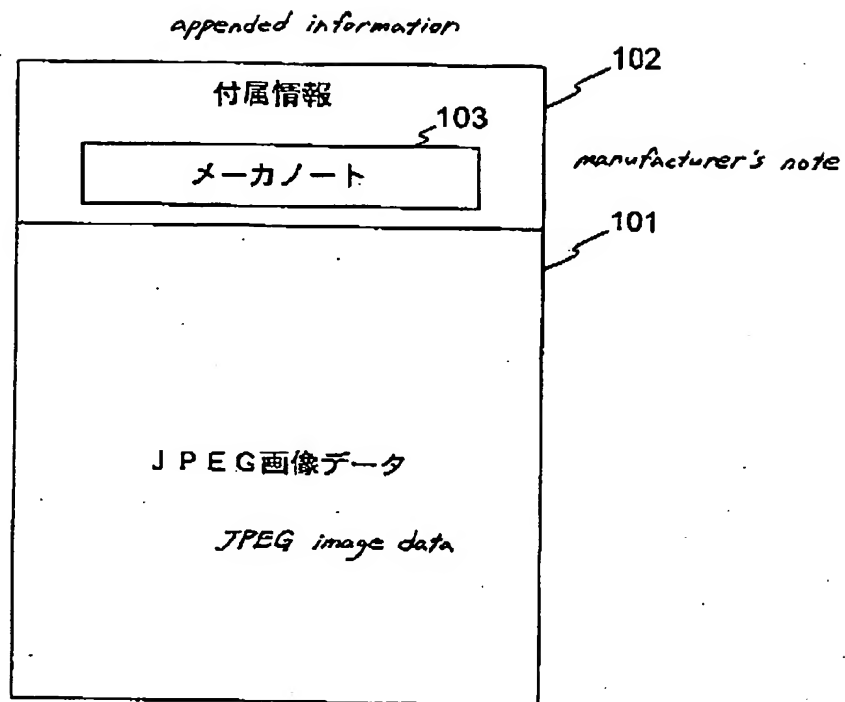 appended information
102
付属情報
103
メーカノート
manufacturer's note
101
JPEG画像データ
JPEG image data